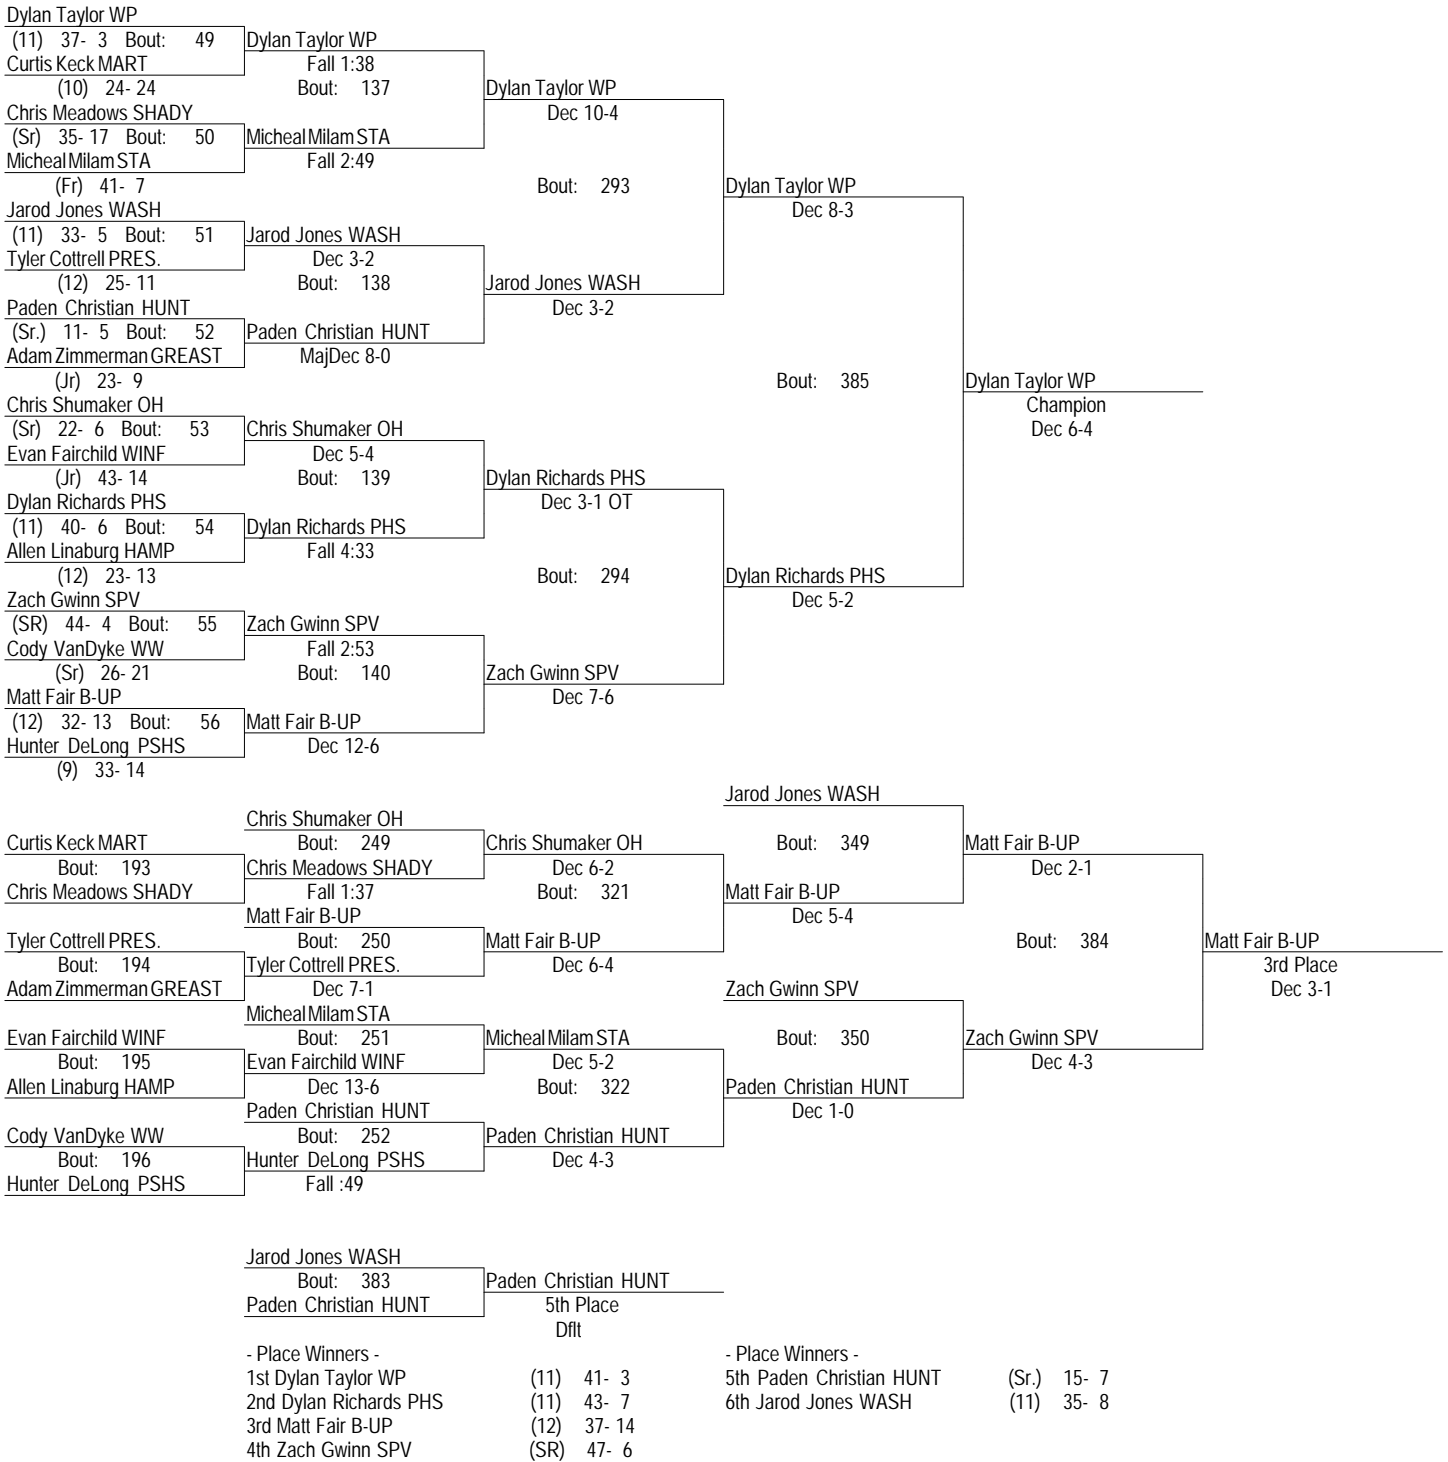 Dylan Taylor WP
(11) 37- 3 Bout: 49 Dylan Taylor WP
Curtis Keck MART Fall 1:38
(10) 24- 24 Bout: 137 Dylan Taylor WP
Chris Meadows SHADY Dec 10-4
(Sr) 35- 17 Bout: 50 Micheal Milam STA
Micheal Milam STA Fall 2:49
(Fr) 41- 7 Bout: 293 Dylan Taylor WP
Jarod Jones WASH Dec 8-3
(11) 33- 5 Bout: 51 Jarod Jones WASH
Tyler Cottrell PRES. Dec 3-2
(12) 25- 11 Bout: 138 Jarod Jones WASH
Paden Christian HUNT Dec 3-2
(Sr.) 11- 5 Bout: 52 Paden Christian HUNT
Adam Zimmerman GREAST MajDec 8-0
(Jr) 23- 9 Bout: 385 Dylan Taylor WP
Chris Shumaker OH Champion
(Sr) 22- 6 Bout: 53 Chris Shumaker OH Dec 6-4
Evan Fairchild WINF Dec 5-4
(Jr) 43- 14 Bout: 139 Dylan Richards PHS
Dylan Richards PHS Dec 3-1 OT
(11) 40- 6 Bout: 54 Dylan Richards PHS
Allen Linaburg HAMP Fall 4:33
(12) 23- 13 Bout: 294 Dylan Richards PHS
Zach Gwinn SPV Dec 5-2
(SR) 44- 4 Bout: 55 Zach Gwinn SPV
Cody VanDyke WW Fall 2:53
(Sr) 26- 21 Bout: 140 Zach Gwinn SPV
Matt Fair B-UP Dec 7-6
(12) 32- 13 Bout: 56 Matt Fair B-UP
Hunter DeLong PSHS Dec 12-6
(9) 33- 14
Jarod Jones WASH
Chris Shumaker OH
Curtis Keck MART Bout: 249 Chris Shumaker OH Bout: 349 Matt Fair B-UP
Bout: 193 Chris Meadows SHADY Dec 6-2 Dec 2-1
Chris Meadows SHADY Fall 1:37 Bout: 321 Matt Fair B-UP
Matt Fair B-UP Dec 5-4
Tyler Cottrell PRES. Bout: 250 Matt Fair B-UP Bout: 384 Matt Fair B-UP
Bout: 194 Tyler Cottrell PRES. Dec 6-4 3rd Place
Adam Zimmerman GREAST Dec 7-1 Zach Gwinn SPV Dec 3-1
Micheal Milam STA
Evan Fairchild WINF Bout: 251 Micheal Milam STA Bout: 350 Zach Gwinn SPV
Bout: 195 Evan Fairchild WINF Dec 5-2 Dec 4-3
Allen Linaburg HAMP Dec 13-6 Bout: 322 Paden Christian HUNT
Paden Christian HUNT Dec 1-0
Cody VanDyke WW Bout: 252 Paden Christian HUNT
Bout: 196 Hunter DeLong PSHS Dec 4-3
Hunter DeLong PSHS Fall :49
Jarod Jones WASH
Bout: 383 Paden Christian HUNT
Paden Christian HUNT 5th Place
Dflt
- Place Winners - - Place Winners -
1st Dylan Taylor WP (11) 41- 3 5th Paden Christian HUNT (Sr.) 15- 7
2nd Dylan Richards PHS (11) 43- 7 6th Jarod Jones WASH (11) 35- 8
3rd Matt Fair B-UP (12) 37- 14
4th Zach Gwinn SPV (SR) 47- 6